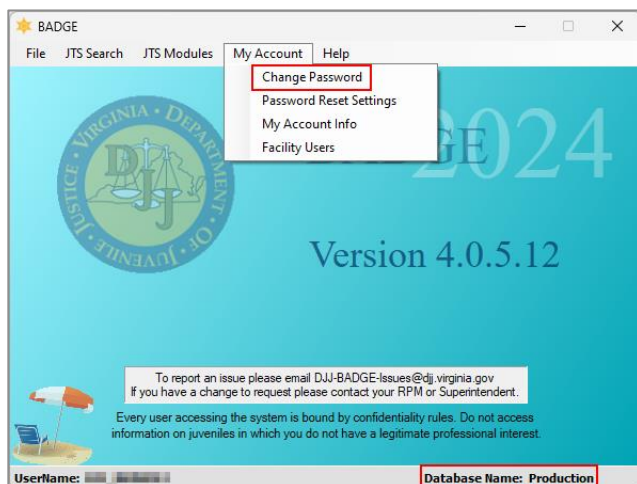 BADGE
File JTS Search JTS Modules My Account Help
Change Password
Password Reset Settings
My Account Info
Facility Users
VIRGINIA • DEPARTMENT OF JUVENILE JUSTICE •
DJJ
BADGE 2024
Version 4.0.5.12
To report an issue please email DJJ-BADGE-Issues@djj.virginia.gov
If you have a change to request please contact your RPM or Superintendent.
Every user accessing the system is bound by confidentiality rules. Do not access
information on juveniles in which you do not have a legitimate professional interest.
UserName:
Database Name: Production